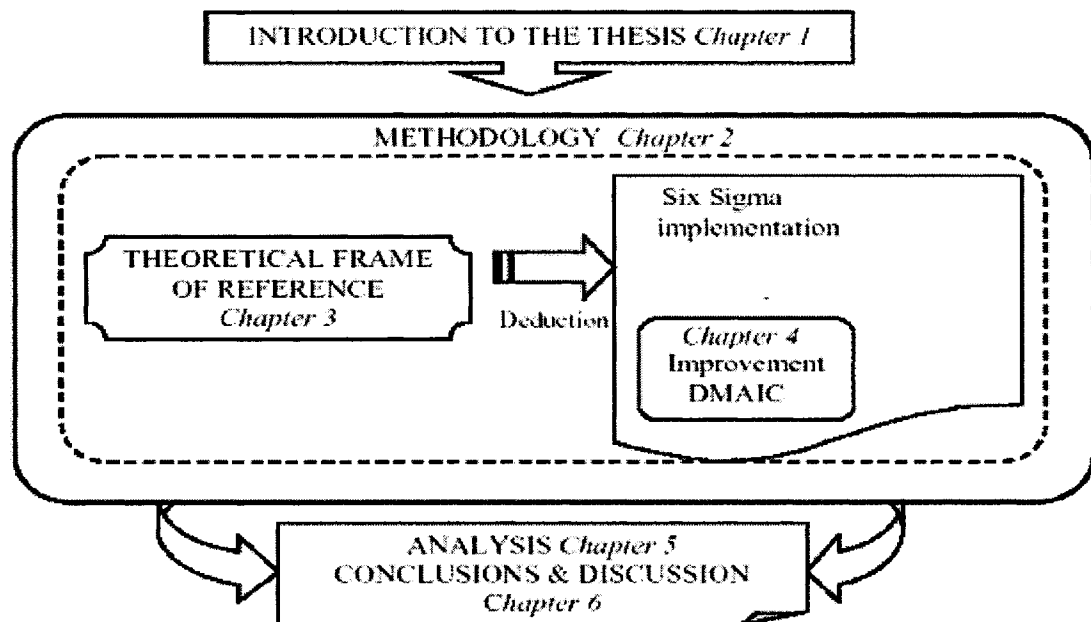 INTRODUCTION TO THE THESIS Chapter 1
METHODOLOGY Chapter 2
THEORETICAL FRAME
OF REFERENCE
Chapter 3
Deduction
Six Sigma
implementation
Chapter 4
Improvement
DMAIC
ANALYSIS Chapter 5
CONCLUSIONS & DISCUSSION
Chapter 6